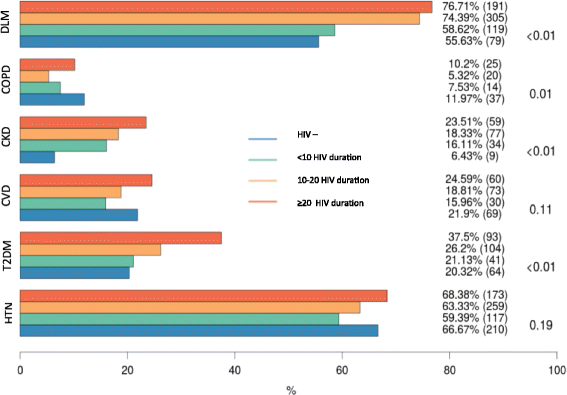 DLM
76.71% (191)
74.39% (305)
58.62% (119)
55.63% (79)
<0.01
COPD
10.2% (25)
5.32% (20)
7.53% (14)
11.97% (37)
0.01
CKD
23.51% (59)
18.33% (77)
16.11% (34)
6.43% (9)
<0.01
HIV –
<10 HIV duration
10-20 HIV duration
≥20 HIV duration
CVD
24.59% (60)
18.81% (73)
15.96% (30)
21.9% (69)
0.11
T2DM
37.5% (93)
26.2% (104)
21.13% (41)
20.32% (64)
<0.01
HTN
68.38% (173)
63.33% (259)
59.39% (117)
66.67% (210)
0.19
0 20 40 60 80 100
%